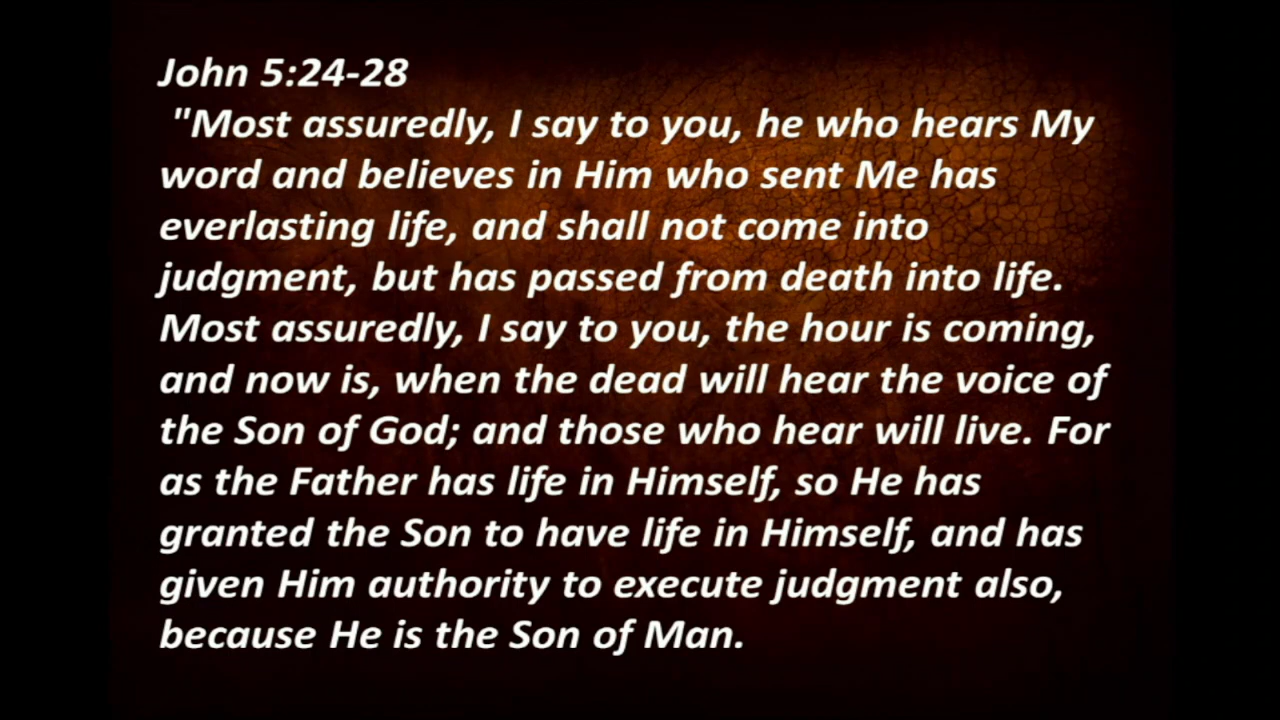 John 5:24-28
"Most assuredly, I say to you, he who hears My
word and believes in Him who sent Me has
everlasting life, and shall not come into
judgment, but has passed from death into life.
Most assuredly, I say to you, the hour is coming,
and now is, when the dead will hear the voice of
the Son of God; and those who hear will live. For
as the Father has life in Himself, so He has
granted the Son to have life in Himself, and has
given Him authority to execute judgment also,
because He is the Son of Man.